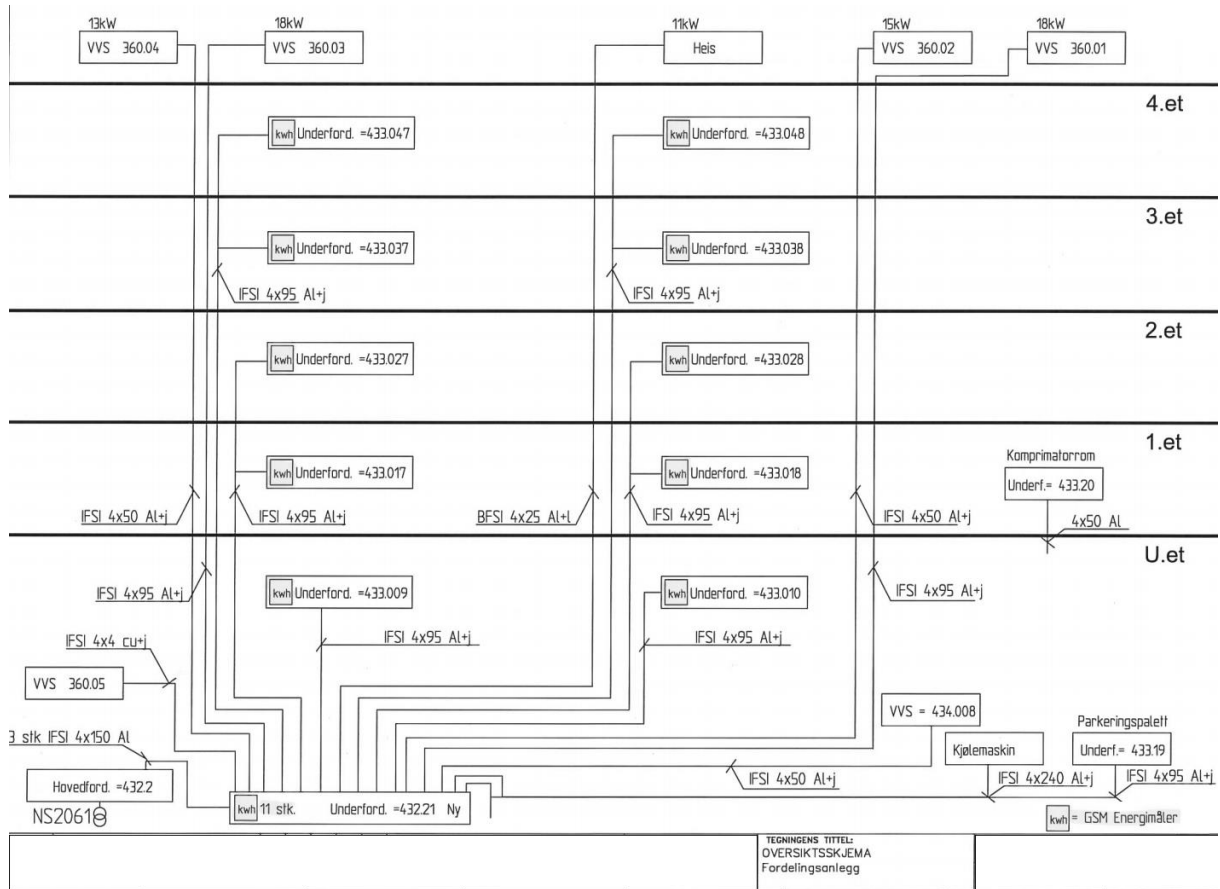 13kW
VVS 360.04
18kW
VVS 360.03
11kW
Heis
15kW
VVS 360.02
18kW
VVS 360.01
4.et
kwh Underford. =433.047
kwh Underford. =433.048
3.et
kwh Underford. =433.037
kwh Underford. =433.038
IFSI 4x95 Al+j
IFSI 4x95 Al+j
2.et
kwh Underford. =433.027
kwh Underford. =433.028
1.et
Komprimatorrom
Underf.= 433.20
kwh Underford. =433.017
kwh Underford. =433.018
IFSI 4x50 Al+j
IFSI 4x95 Al+j
BFSI 4x25 Al+l
IFSI 4x95 Al+j
IFSI 4x50 Al+j
4x50 Al
U.et
IFSI 4x95 Al+j
kwh Underford. =433.009
kwh Underford. =433.010
IFSI 4x95 Al+j
IFSI 4x4 cu+j
IFSI 4x95 Al+j
IFSI 4x95 Al+j
VVS 360.05
VVS = 434.008
3 stk IFSI 4x150 Al
Kjølemaskin
Parkeringspalett
Underf.= 433.19
IFSI 4x50 Al+j
IFSI 4x240 Al+j
IFSI 4x95 Al+j
Hovedford. =432.2
NS2061
kwh 11 stk. Underford. =432.21 Ny
kwh = GSM Energimåler
TEGNINGENS TITTEL:
OVERSIKTSSKJEMA
Fordelingsanlegg